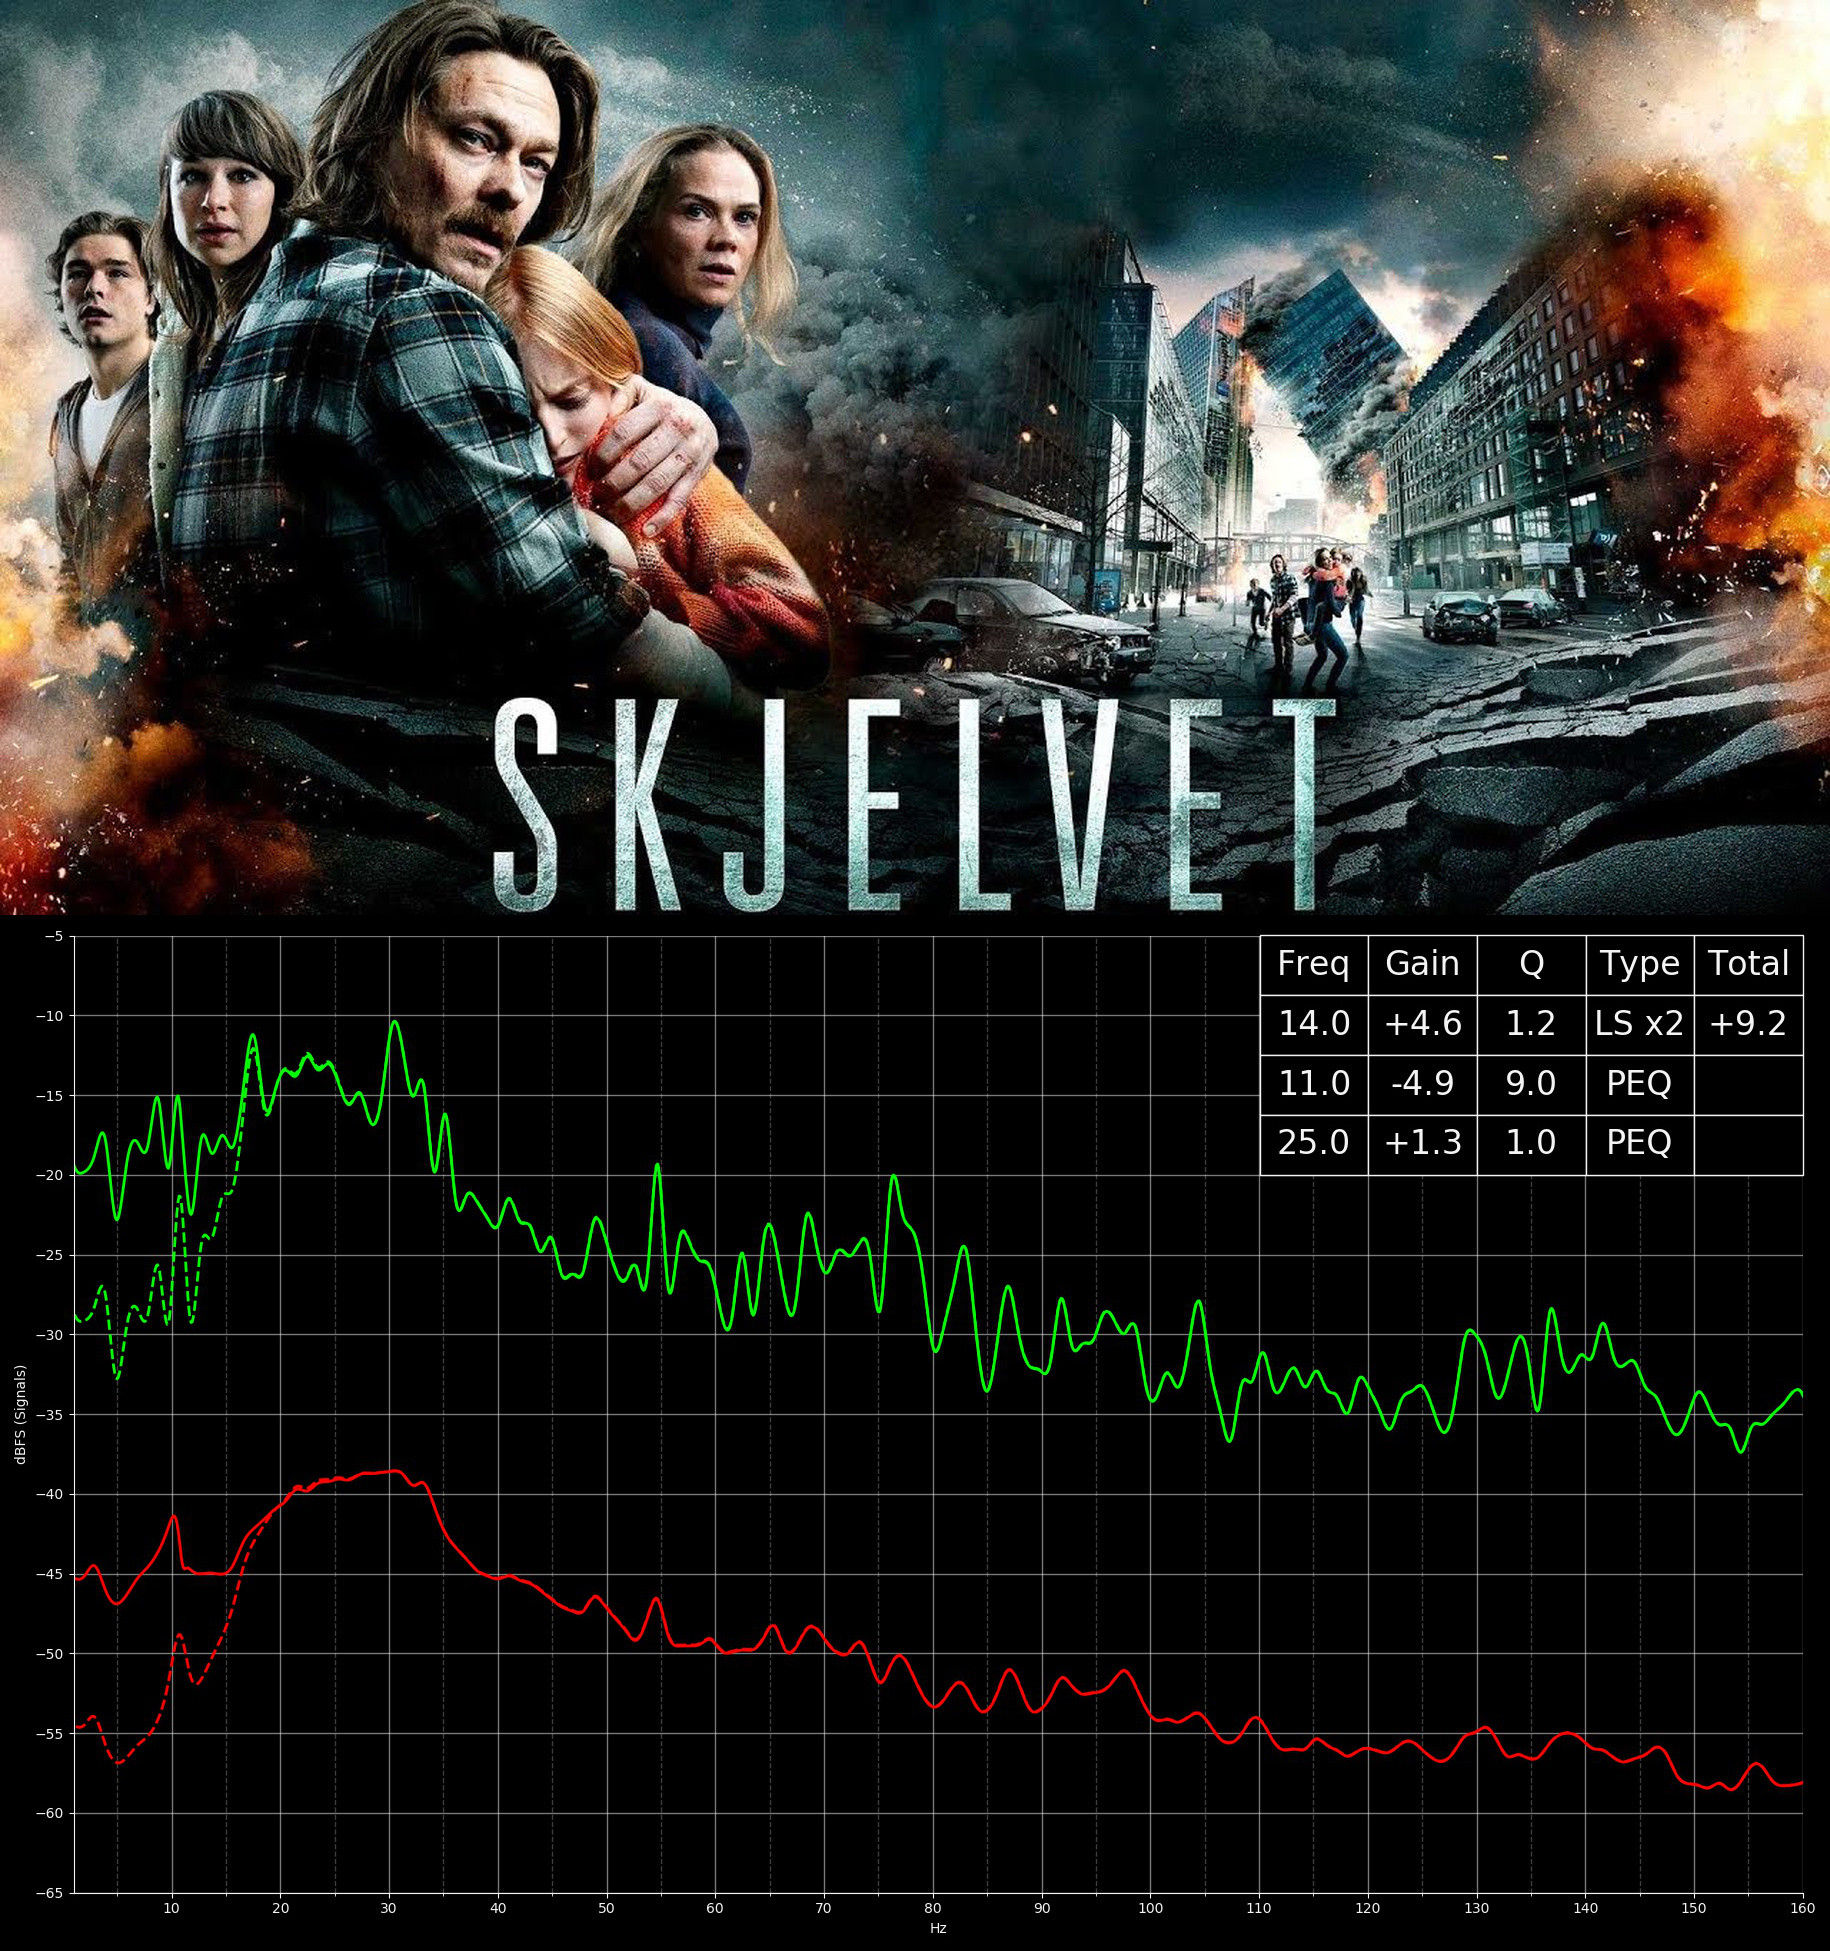 SKJELVET
Freq Gain Q Type Total
14.0 +4.6 1.2 LS x2 +9.2
11.0 -4.9 9.0 PEQ
25.0 +1.3 1.0 PEQ
−5
−10
−15
−20
−25
−30
−35
−40
−45
−50
−55
−60
−65
dBFS (Signals)
10 20 30 40 50 60 70 80 90 100 110 120 130 140 150 160
Hz